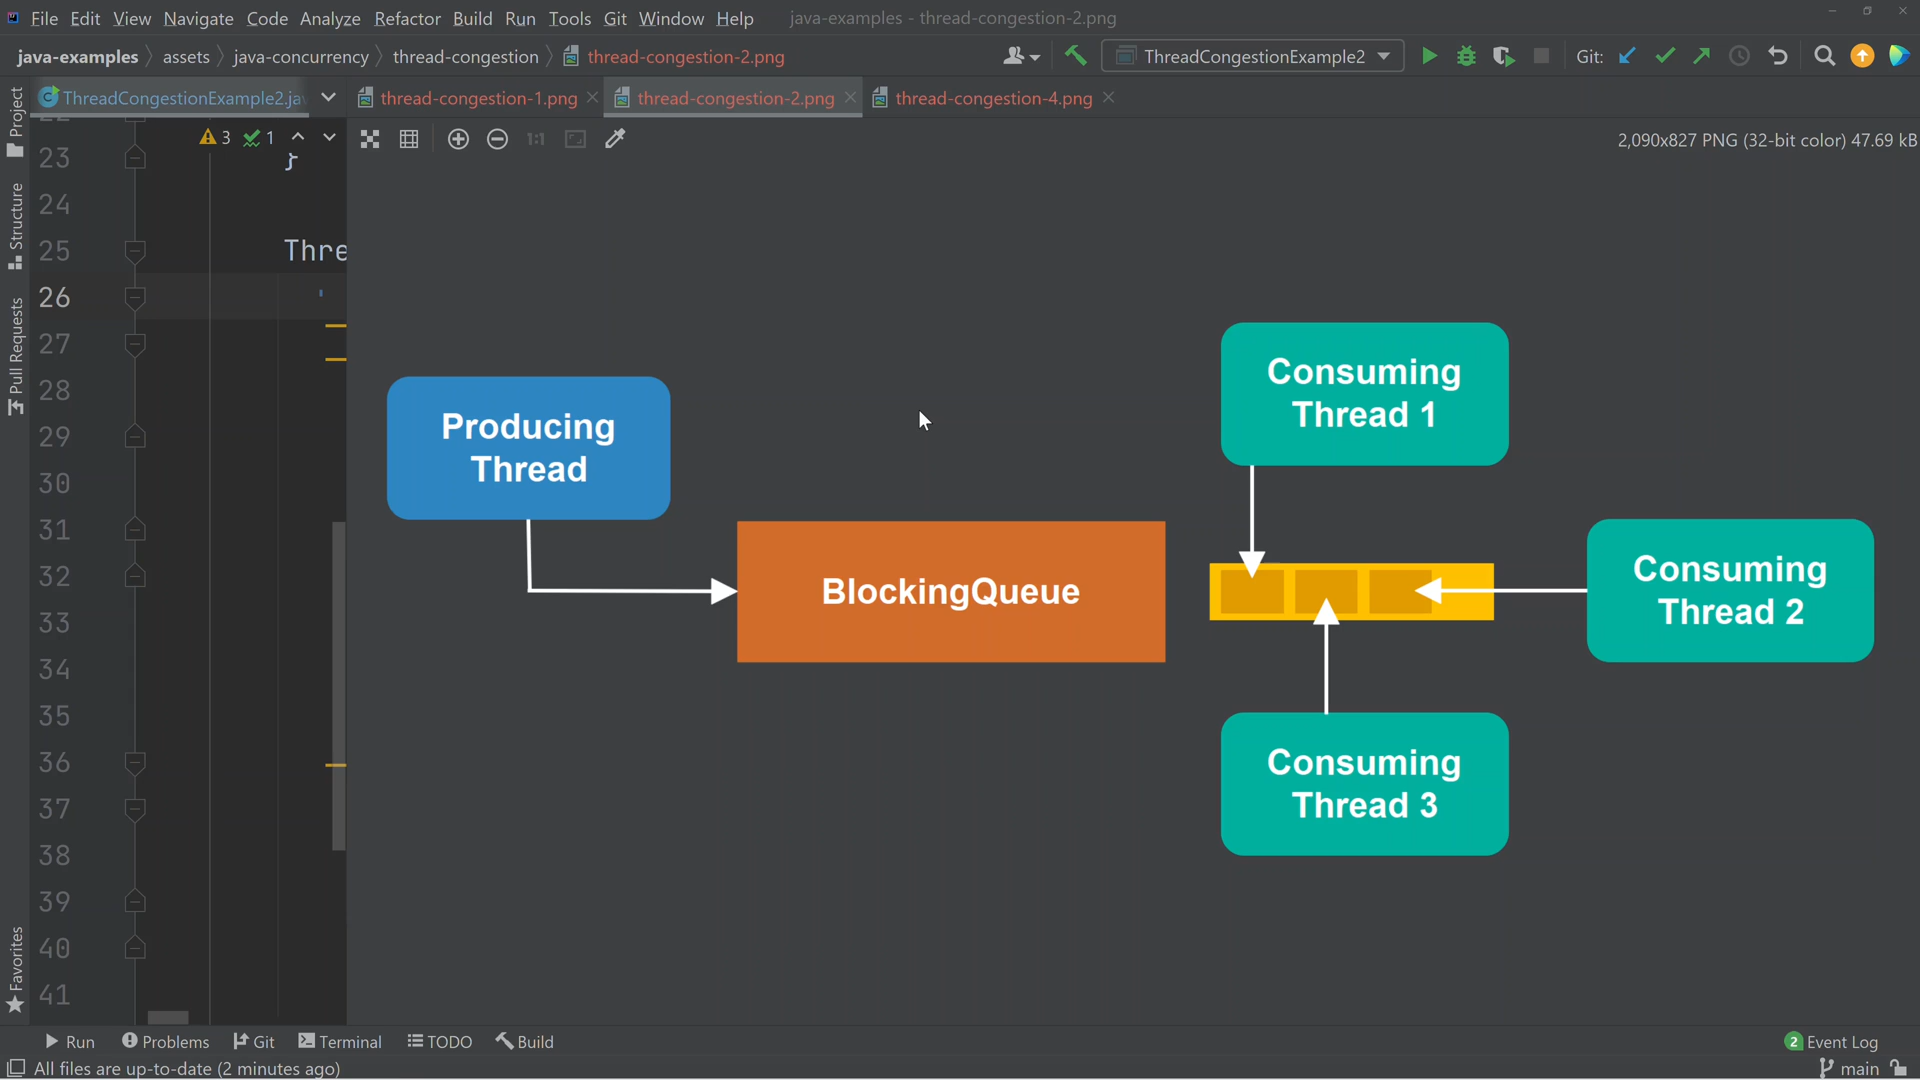 File Edit View Navigate Code Analyze Refactor Build Run Tools Git Window Help java-examples - thread-congestion-2.png
java-examples assets java-concurrency thread-congestion thread-congestion-2.png ThreadCongestionExample2 Git:
ThreadCongestionExample2.ja thread-congestion-1.png thread-congestion-2.png thread-congestion-4.png
3 1 1:1 2,090x827 PNG (32-bit color) 47.69 kB
Project
Structure
Pull Requests
Favorites
23 }
24
25 Thre
26
27
28
29
30
31
32
33
34
35
36
37
38
39
40
41
Producing
Thread
BlockingQueue
Consuming
Thread 1
Consuming
Thread 2
Consuming
Thread 3
Run Problems Git Terminal TODO Build 2 Event Log
All files are up-to-date (2 minutes ago) main